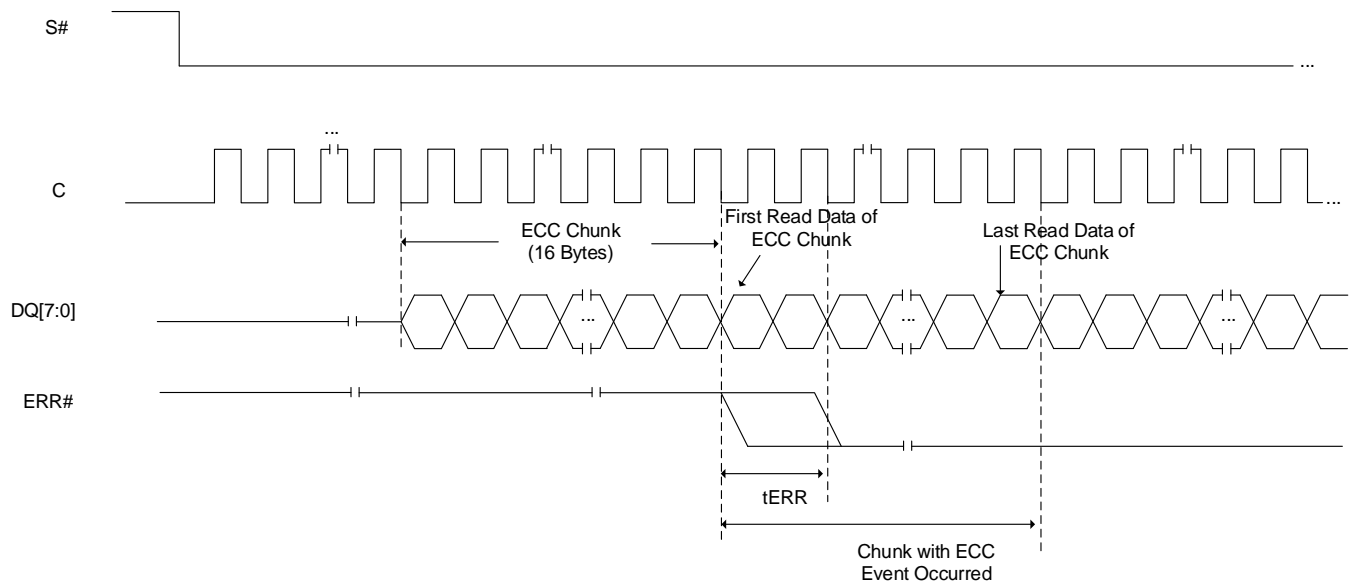 S#
...
...
C
...
ECC Chunk
(16 Bytes)
First Read Data of
ECC Chunk
Last Read Data of
ECC Chunk
DQ[7:0]
...
...
...
ERR#
tERR
Chunk with ECC
Event Occurred